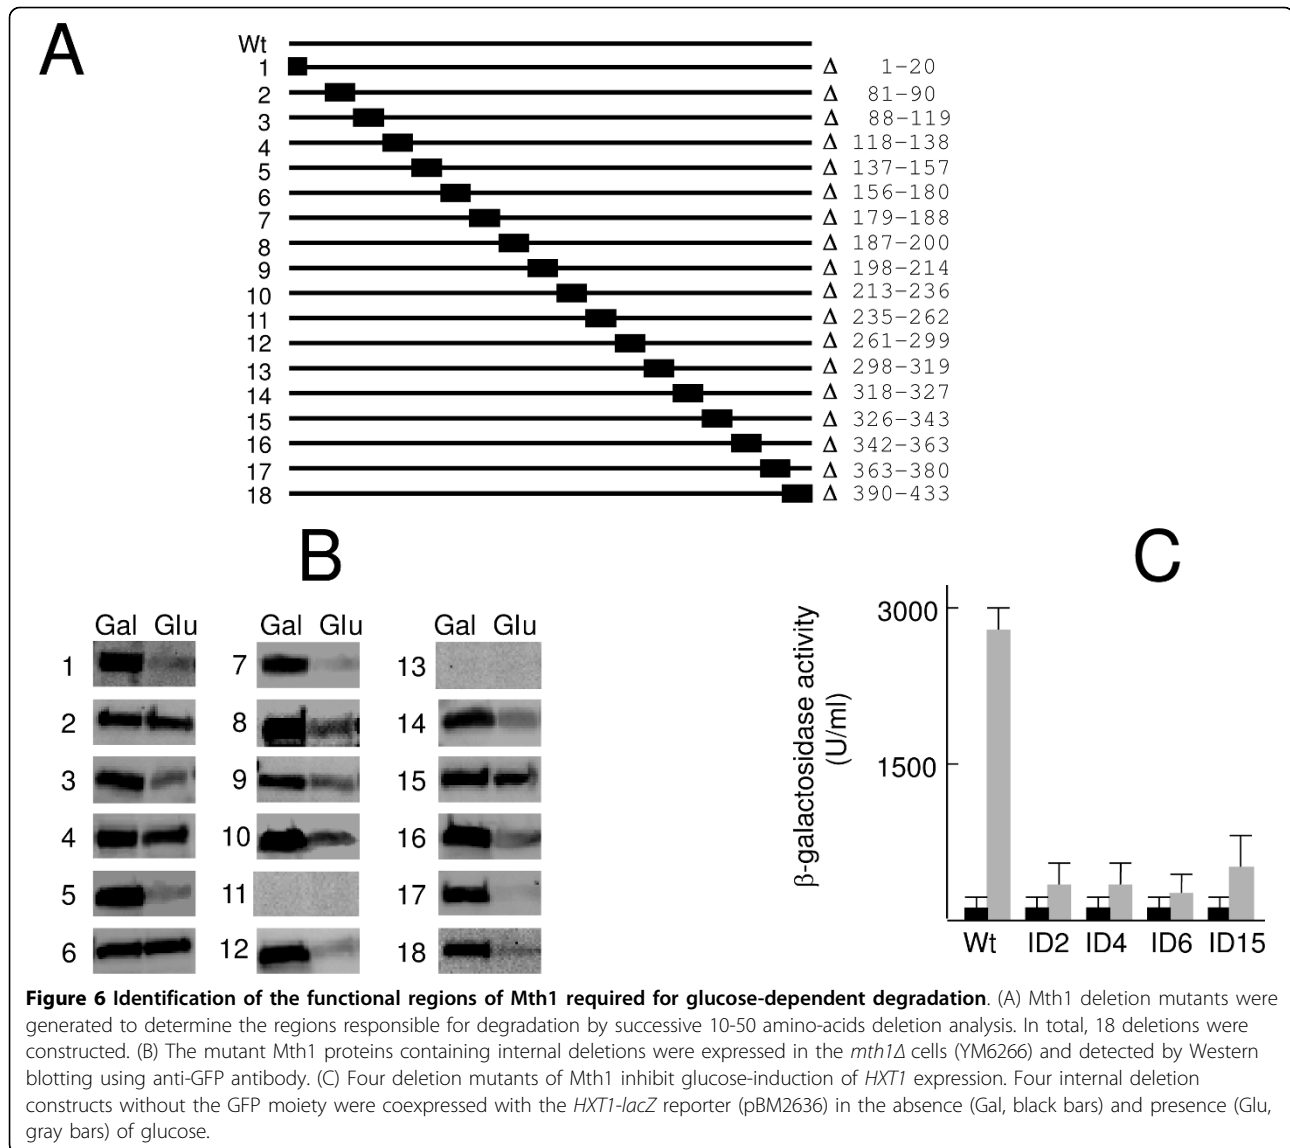 A
Wt
1 Δ 1-20
2 Δ 81-90
3 Δ 88-119
4 Δ 118-138
5 Δ 137-157
6 Δ 156-180
7 Δ 179-188
8 Δ 187-200
9 Δ 198-214
10 Δ 213-236
11 Δ 235-262
12 Δ 261-299
13 Δ 298-319
14 Δ 318-327
15 Δ 326-343
16 Δ 342-363
17 Δ 363-380
18 Δ 390-433
B
Gal Glu Gal Glu Gal Glu
1 7 13
2 8 14
3 9 15
4 10 16
5 11 17
6 12 18
C
β-galactosidase activity
(U/ml)
3000
1500
Wt ID2 ID4 ID6 ID15
Figure 6 Identification of the functional regions of Mth1 required for glucose-dependent degradation. (A) Mth1 deletion mutants were
generated to determine the regions responsible for degradation by successive 10-50 amino-acids deletion analysis. In total, 18 deletions were
constructed. (B) The mutant Mth1 proteins containing internal deletions were expressed in the mth1Δ cells (YM6266) and detected by Western
blotting using anti-GFP antibody. (C) Four deletion mutants of Mth1 inhibit glucose-induction of HXT1 expression. Four internal deletion
constructs without the GFP moiety were coexpressed with the HXT1-lacZ reporter (pBM2636) in the absence (Gal, black bars) and presence (Glu,
gray bars) of glucose.